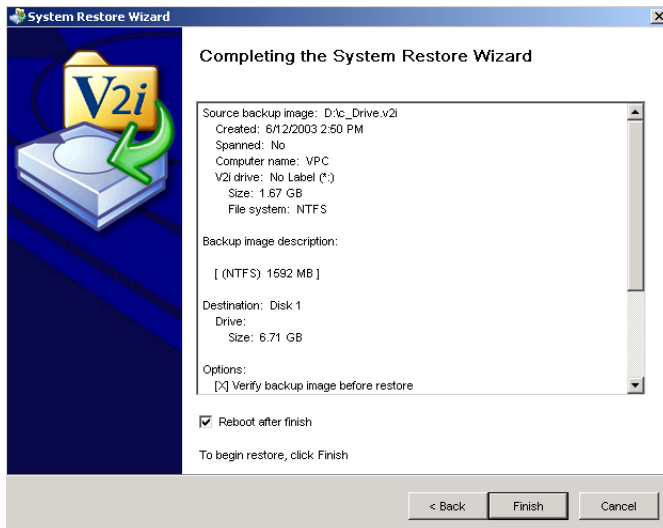 System Restore Wizard
Completing the System Restore Wizard
V2i
Source backup image: D:\c_Drive.v2i
Created: 6/12/2003 2:50 PM
Spanned: No
Computer name: VPC
V2i drive: No Label (*:)
Size: 1.67 GB
File system: NTFS
Backup image description:
[ (NTFS) 1592 MB ]
Destination: Disk 1
Drive:
Size: 6.71 GB
Options:
[X] Verify backup image before restore
Reboot after finish
To begin restore, click Finish
< Back Finish Cancel